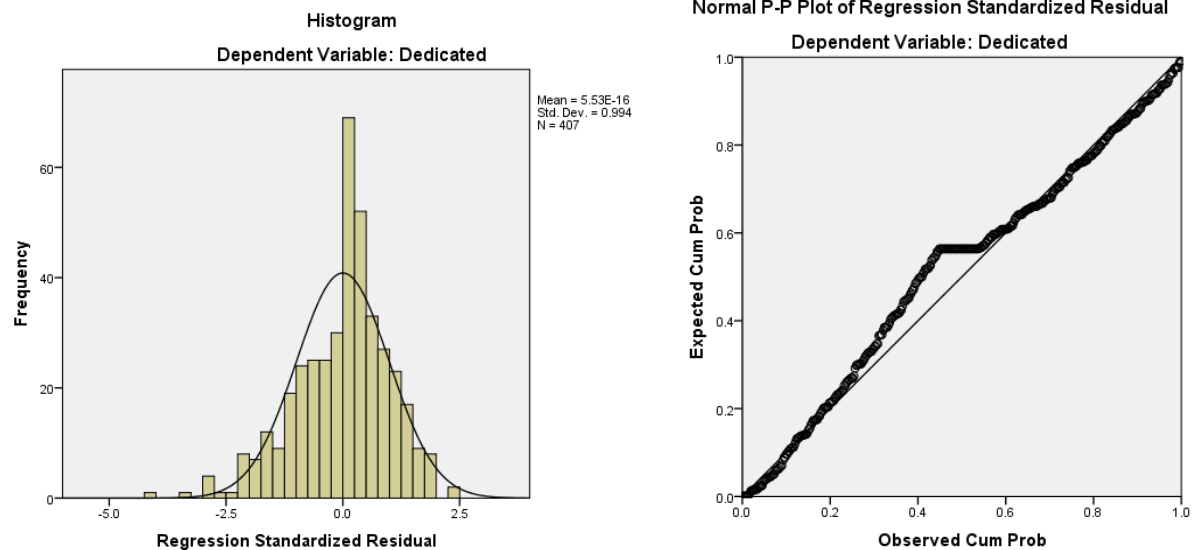 Histogram
Dependent Variable: Dedicated
Mean = 5.53E-16
Std. Dev. = 0.994
N = 407
60
40
20
0
Frequency
-5.0
-2.5
0.0
2.5
Regression Standardized Residual
Normal P-P Plot of Regression Standardized Residual
Dependent Variable: Dedicated
1.0
0.8
0.6
0.4
0.2
0.0
Expected Cum Prob
0.0
0.2
0.4
0.6
0.8
1.0
Observed Cum Prob